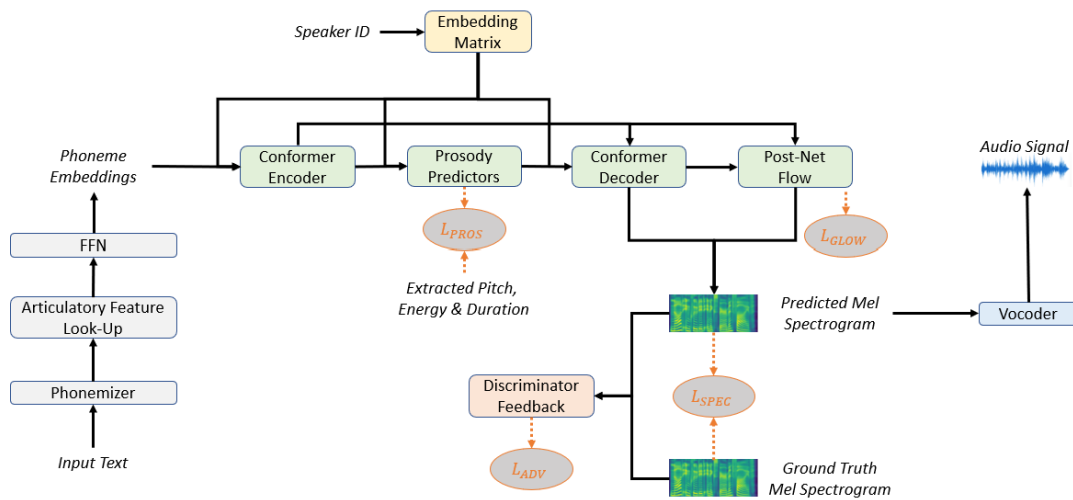 Speaker ID
Embedding
Matrix
Phoneme
Embeddings
Conformer
Encoder
Prosody
Predictors
Conformer
Decoder
Post-Net
Flow
Audio Signal
L_PROS
L_GLOW
FFN
Extracted Pitch,
Energy & Duration
Articulatory Feature
Look-Up
Predicted Mel
Spectrogram
Vocoder
Phonemizer
Discriminator
Feedback
L_SPEC
Input Text
L_ADV
Ground Truth
Mel Spectrogram